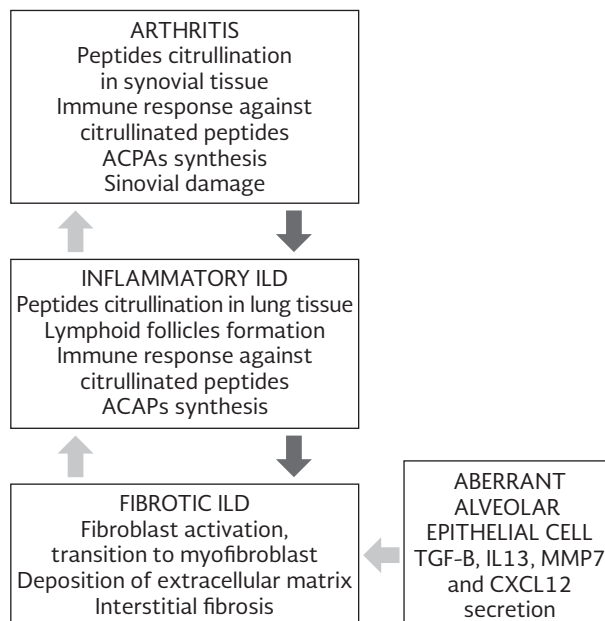 ARTHRITIS
Peptides citrullination
in synovial tissue
Immune response against
citrullinated peptides
ACPAs synthesis
Sinovial damage
INFLAMMATORY ILD
Peptides citrullination in lung tissue
Lymphoid follicles formation
Immune response against
citrullinated peptides
ACAPs synthesis
FIBROTIC ILD
Fibroblast activation,
transition to myofibroblast
Deposition of extracellular matrix
Interstitial fibrosis
ABERRANT
ALVEOLAR
EPITHELIAL CELL
TGF-B, IL13, MMP7
and CXCL12
secretion